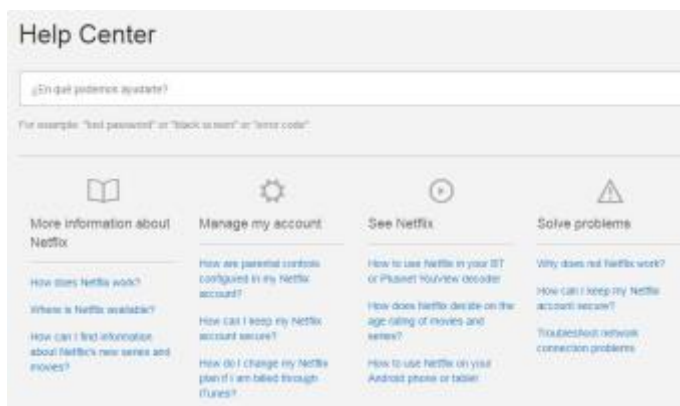 Help Center
¿En qué podemos ayudarte?
For example: "lost password" or "black screen" or "error code"
More information about
Netflix
How does Netflix work?
Where is Netflix available?
How can I find information
about Netflix's new series and
movies?
Manage my account
How are parental controls
configured in my Netflix
account?
How can I keep my Netflix
account secure?
How do I change my Netflix
plan if I am billed through
iTunes?
See Netflix
How to use Netflix in your BT
or Plusnet YouView decoder
How does Netflix decide on the
age rating of movies and
series?
How to use Netflix on your
Android phone or tablet
Solve problems
Why does not Netflix work?
How can I keep my Netflix
account secure?
Troubleshoot network
connection problems